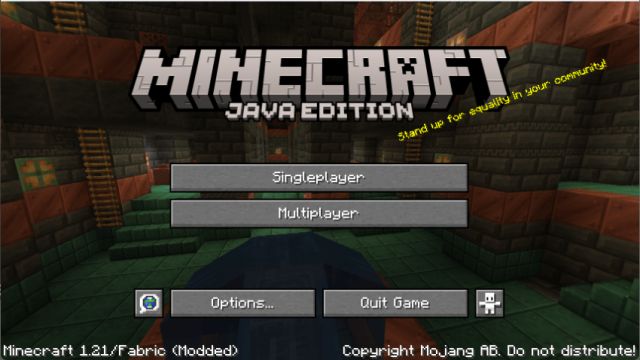 MINECRAFT
JAVA EDITION
Stand up for equality in your community!
Singleplayer
Multiplayer
Options...
Quit Game
Minecraft 1.21/Fabric (Modded)
Copyright Mojang AB. Do not distribute!